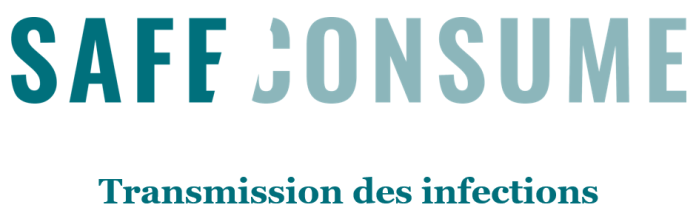 SAFE CONSUME
Transmission des infections